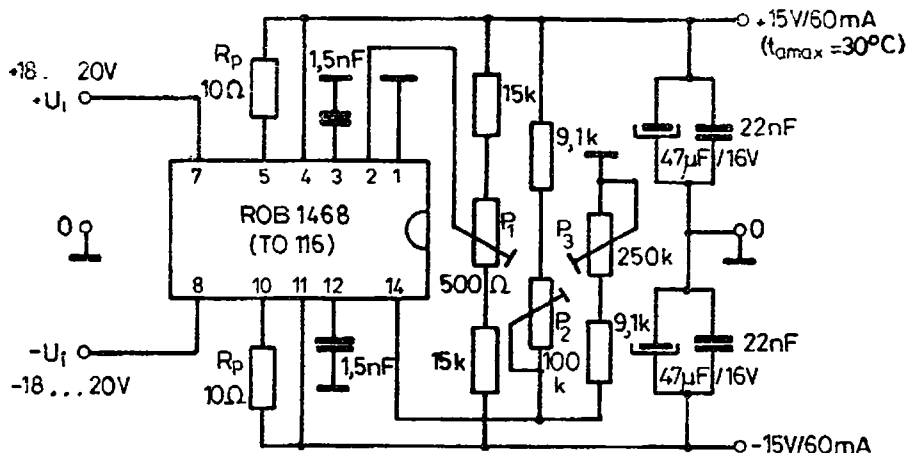 +15V/60mA
(tamax=30°C)
Rp
10Ω
1,5nF
+18.. 20V
+Ui
15k
9,1k
22nF
47µF/16V
7 5 4 3 2 1
ROB 1468
(TO 116)
P1
P3
0
0
500Ω
250k
8 10 11 12 14
P2
100
k
9,1k
-Ui
-18...20V
Rp
10Ω
1,5nF
15k
22nF
47µF/16V
-15V/60mA